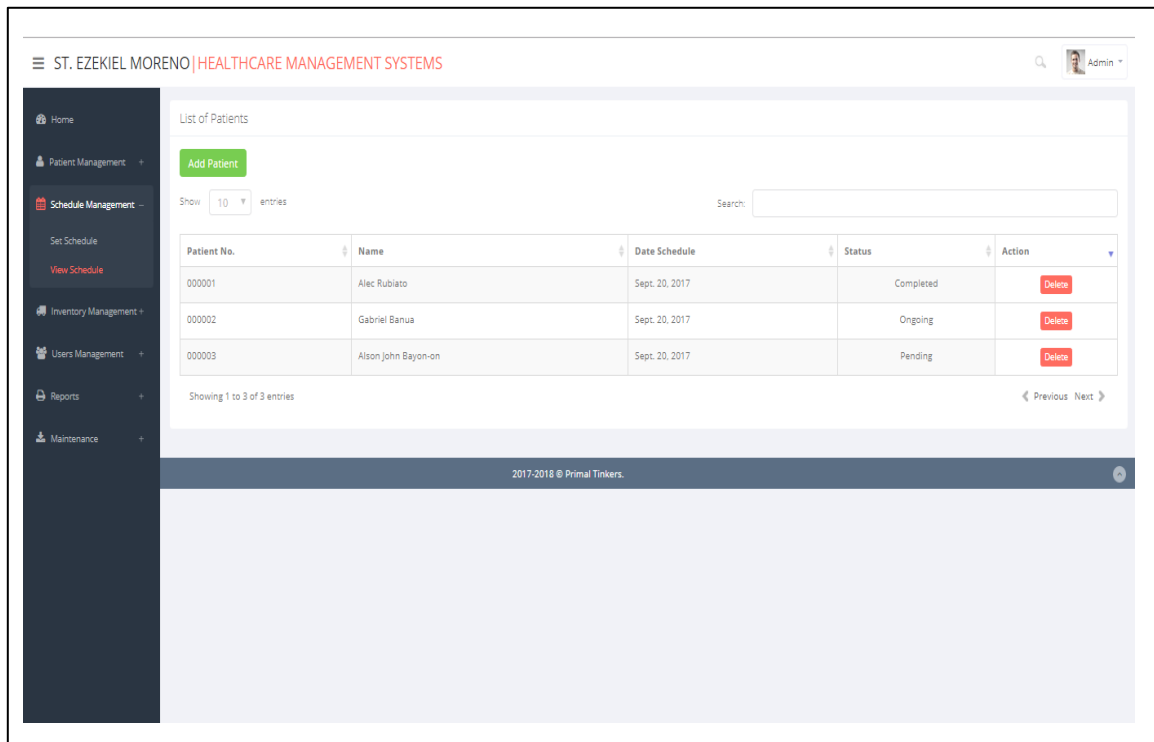 ST. EZEKIEL MORENO|HEALTHCARE MANAGEMENT SYSTEMS
Admin
Home
Patient Management +
Schedule Management –
Set Schedule
View Schedule
Inventory Management +
Users Management +
Reports +
Maintenance +
List of Patients
Add Patient
Show 10 entries
Search:
Patient No. Name Date Schedule Status Action
000001 Alec Rubiato Sept. 20, 2017 Completed Delete
000002 Gabriel Banua Sept. 20, 2017 Ongoing Delete
000003 Alson John Bayon-on Sept. 20, 2017 Pending Delete
Showing 1 to 3 of 3 entries
Previous Next
2017-2018 © Primal Tinkers.